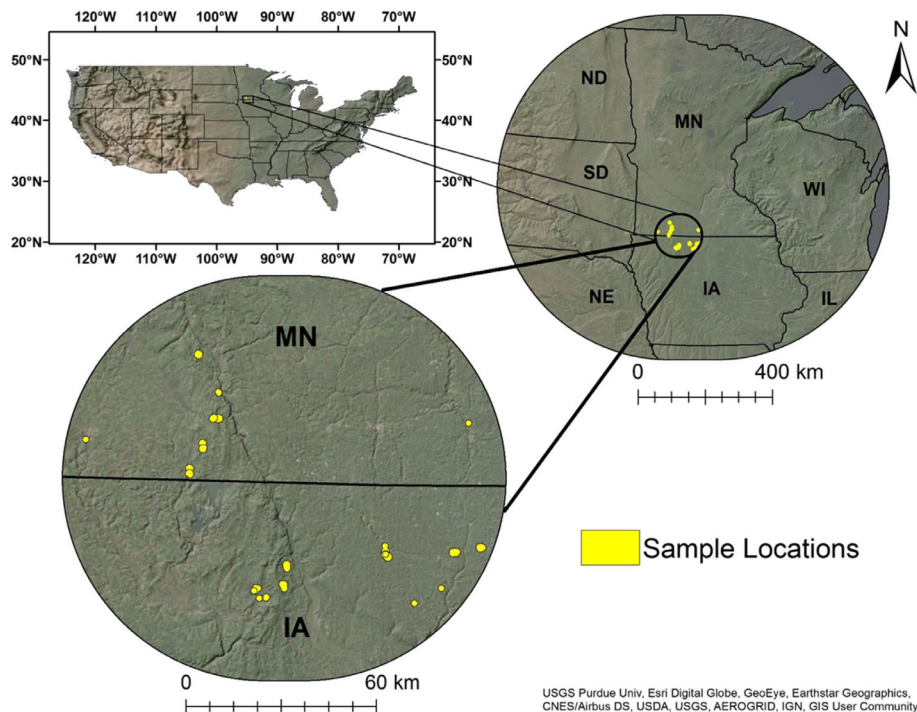 120°W 110°W 100°W 90°W 80°W 70°W
50°N 50°N
40°N 40°N
30°N 30°N
20°N 20°N
120°W 110°W 100°W 90°W 80°W 70°W
N
ND
MN
SD
WI
NE
IA
IL
0 400 km
MN
IA
0 60 km
Sample Locations
USGS Purdue Univ, Esri Digital Globe, GeoEye, Earthstar Geographics,
CNES/Airbus DS, USDA, USGS, AEROGRID, IGN, GIS User Community